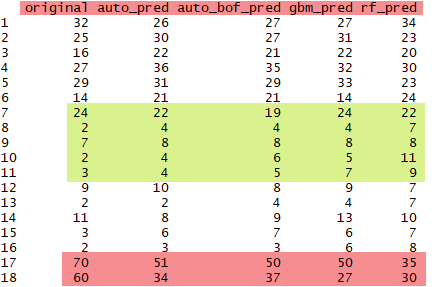 original auto_pred auto_bof_pred gbm_pred rf_pred
1 32 26 27 27 34
2 25 30 27 31 23
3 16 22 21 22 20
4 27 36 35 32 30
5 29 31 29 33 23
6 14 21 21 14 24
7 24 22 19 24 22
8 2 4 4 4 7
9 7 8 8 8 8
10 2 4 6 5 11
11 3 4 5 7 9
12 9 10 8 9 7
13 2 2 4 4 7
14 11 8 9 13 10
15 3 6 7 6 7
16 2 3 3 6 8
17 70 51 50 50 35
18 60 34 37 27 30